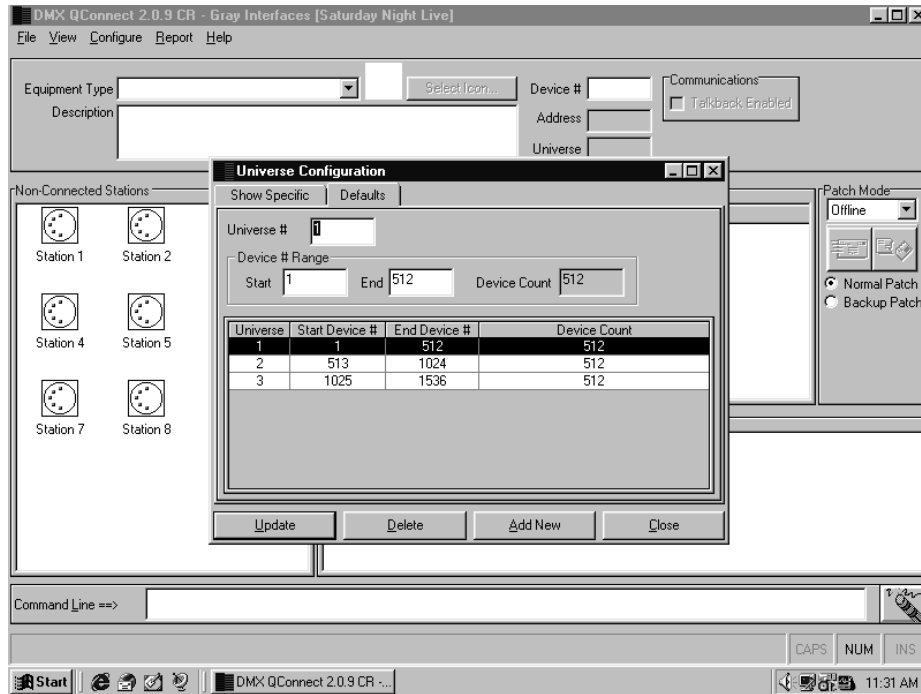 DMX QConnect 2.0.9 CR - Gray Interfaces [Saturday Night Live]
File View Configure Report Help
Equipment Type
Select Icon...
Device #
Communications
Talkback Enabled
Description
Address
Universe
Universe Configuration
Non-Connected Stations
Patch Mode
Show Specific
Defaults
Offline
Station 1
Station 2
Universe #
1
Device # Range
Start 1
End 512
Device Count 512
Normal Patch
Backup Patch
Station 4
Station 5
Universe Start Device # End Device # Device Count
1 1 512 512
2 513 1024 512
3 1025 1536 512
Station 7
Station 8
Update
Delete
Add New
Close
Command Line ==>
CAPS
NUM
INS
Start
DMX QConnect 2.0.9 CR -...
11:31 AM